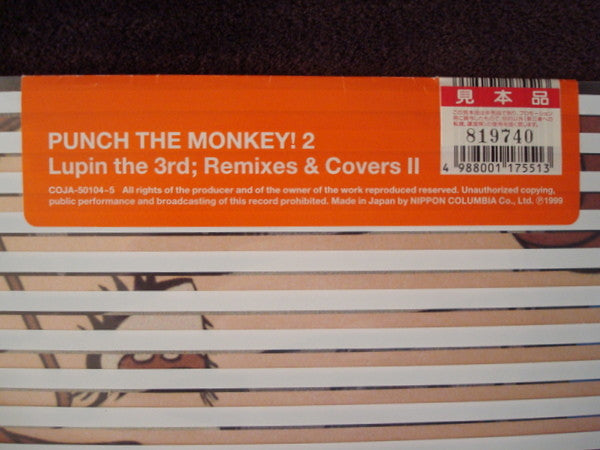 PUNCH THE MONKEY! 2
Lupin the 3rd; Remixes & Covers II
COJA-50104~5 All rights of the producer and of the owner of the work reproduced reserved. Unauthorized copying,
public performance and broadcasting of this record prohibited. Made in Japan by NIPPON COLUMBIA Co., Ltd. ℗1999
見本品
819740
4 988001 175513